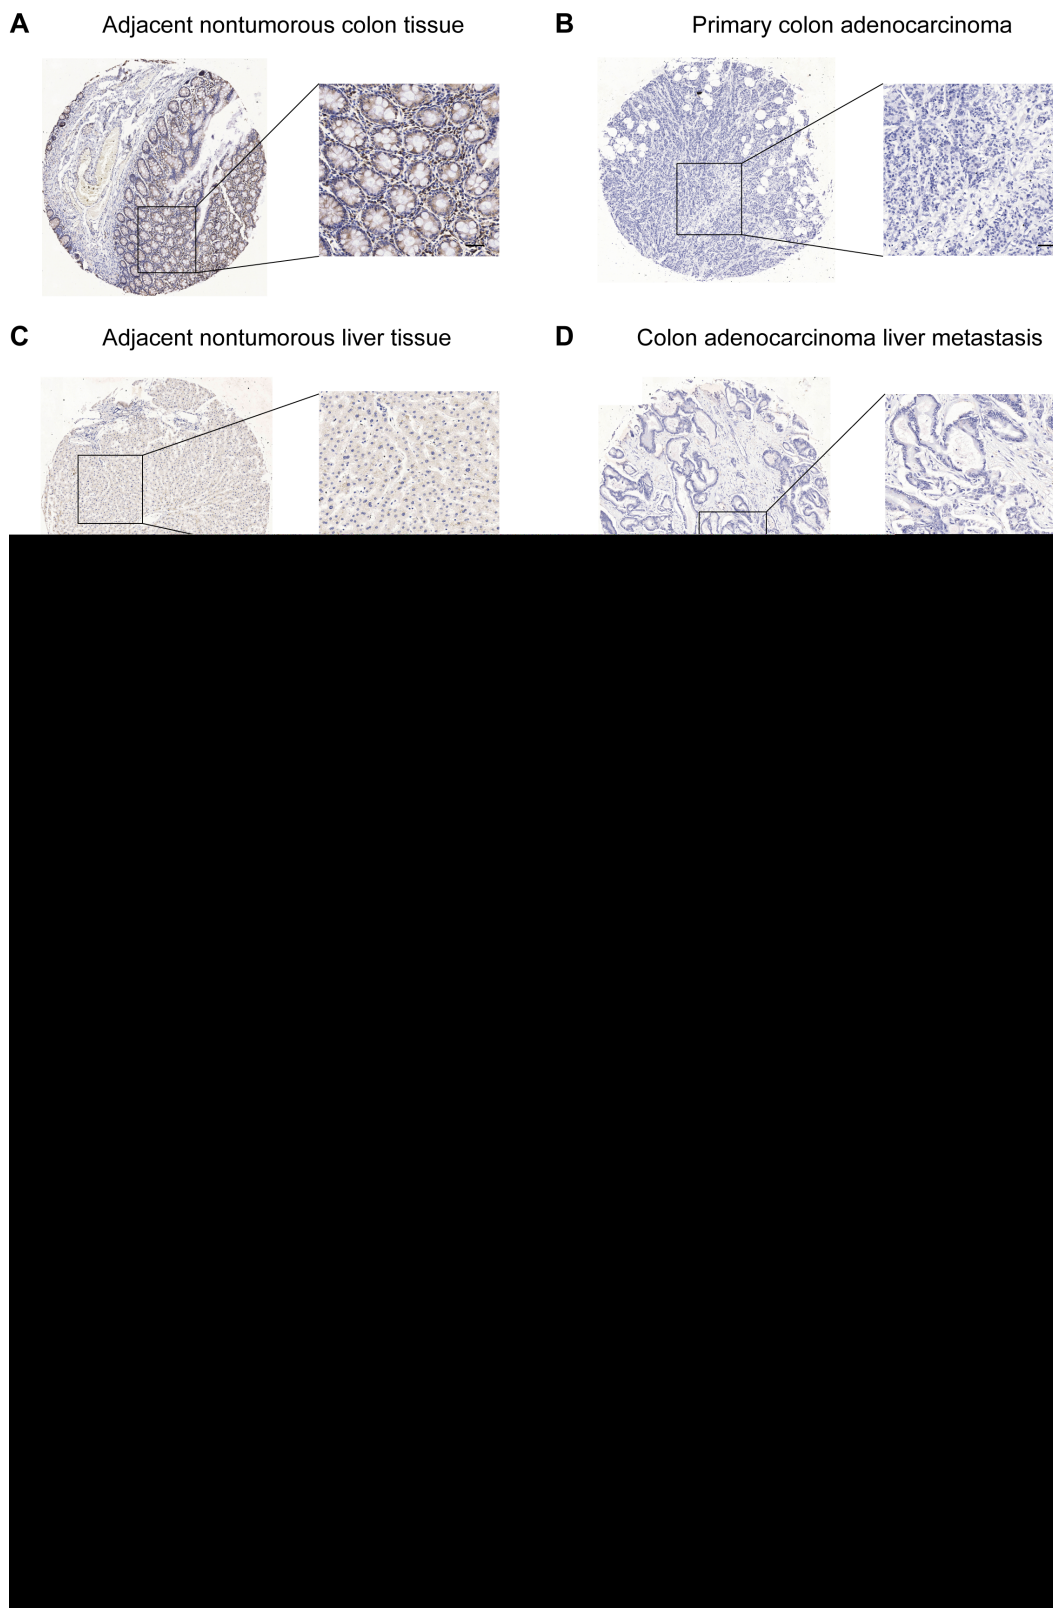 A Adjacent nontumorous colon tissue
B Primary colon adenocarcinoma
C Adjacent nontumorous liver tissue
D Colon adenocarcinoma liver metastasis